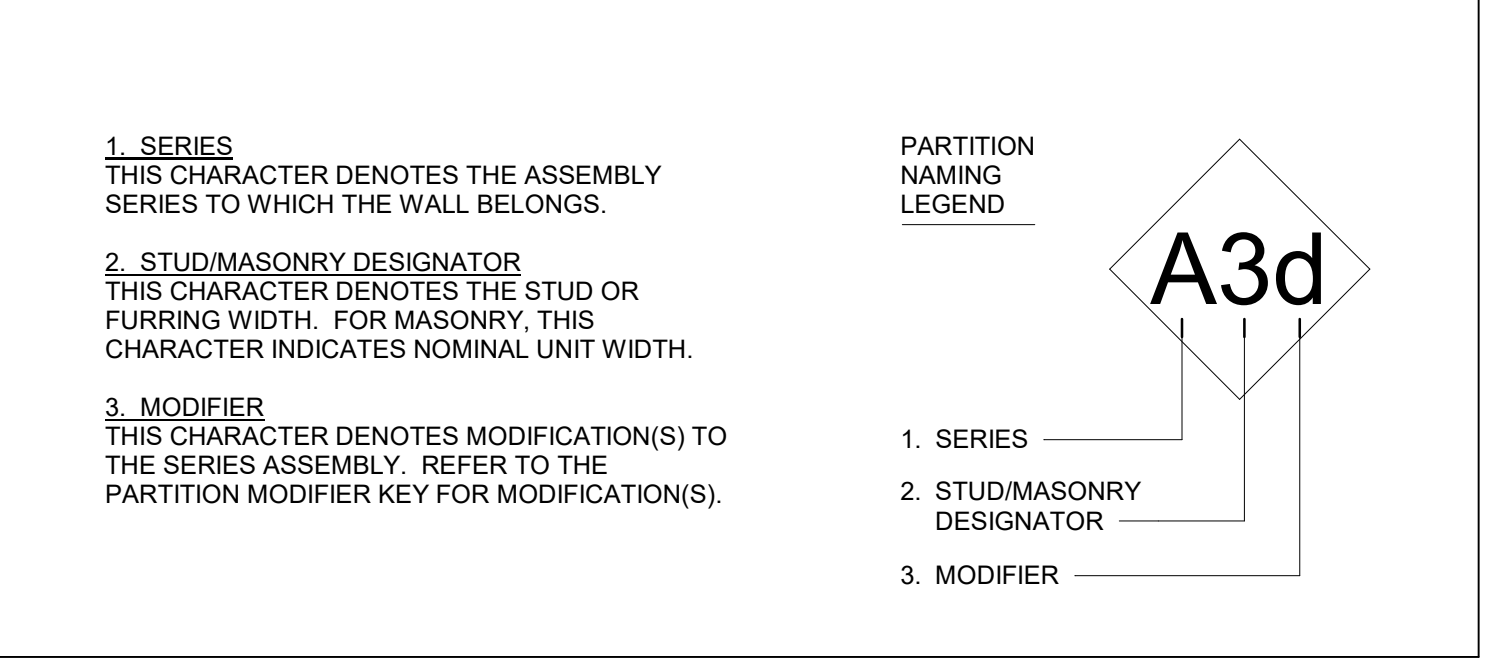 1. SERIES
THIS CHARACTER DENOTES THE ASSEMBLY
SERIES TO WHICH THE WALL BELONGS.
2. STUD/MASONRY DESIGNATOR
THIS CHARACTER DENOTES THE STUD OR
FURRING WIDTH. FOR MASONRY, THIS
CHARACTER INDICATES NOMINAL UNIT WIDTH.
3. MODIFIER
THIS CHARACTER DENOTES MODIFICATION(S) TO
THE SERIES ASSEMBLY. REFER TO THE
PARTITION MODIFIER KEY FOR MODIFICATION(S).
PARTITION
NAMING
LEGEND
A3d
1. SERIES
2. STUD/MASONRY
DESIGNATOR
3. MODIFIER